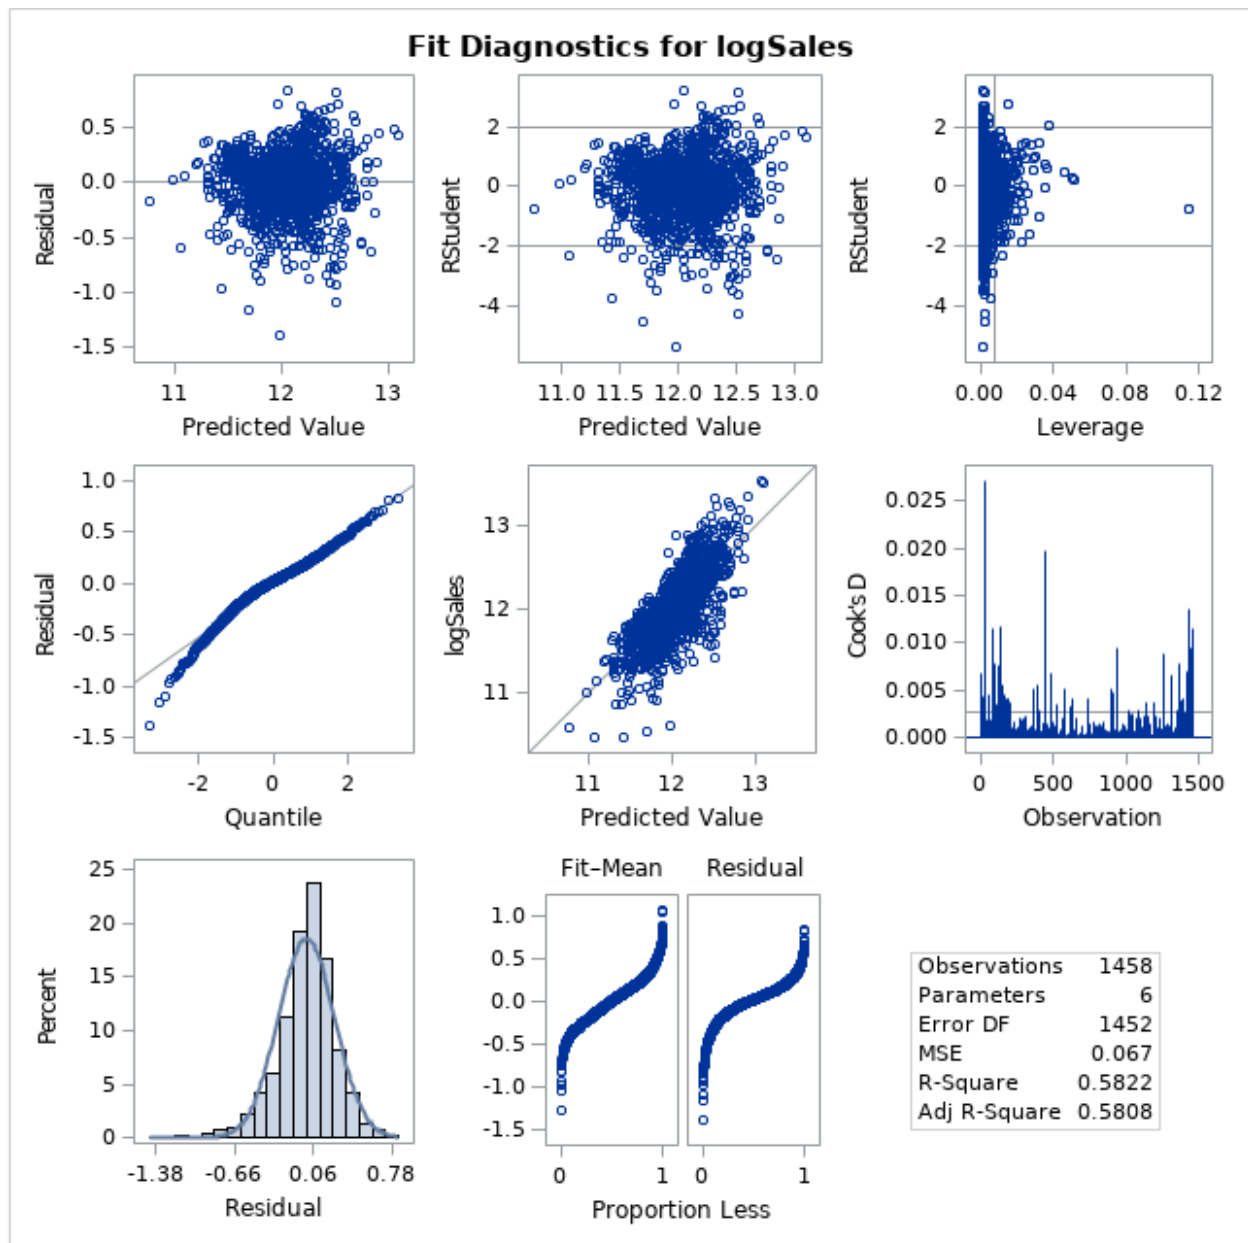 Fit Diagnostics for logSales
0.5
0.0
-0.5
-1.0
-1.5
Residual
11 12 13
Predicted Value
2
0
-2
-4
RStudent
11.0 11.5 12.0 12.5 13.0
Predicted Value
2
0
-2
-4
RStudent
0.00 0.04 0.08 0.12
Leverage
1.0
0.5
0.0
-0.5
-1.0
-1.5
Residual
-2 0 2
Quantile
13
12
11
logSales
11 12 13
Predicted Value
0.025
0.020
0.015
0.010
0.005
0.000
Cook's D
0 500 1000 1500
Observation
25
20
15
10
5
0
Percent
-1.38 -0.66 0.06 0.78
Residual
Fit–Mean Residual
1.0
0.5
0.0
-0.5
-1.0
-1.5
0 1 0 1
Proportion Less
Observations 1458
Parameters 6
Error DF 1452
MSE 0.067
R-Square 0.5822
Adj R-Square 0.5808